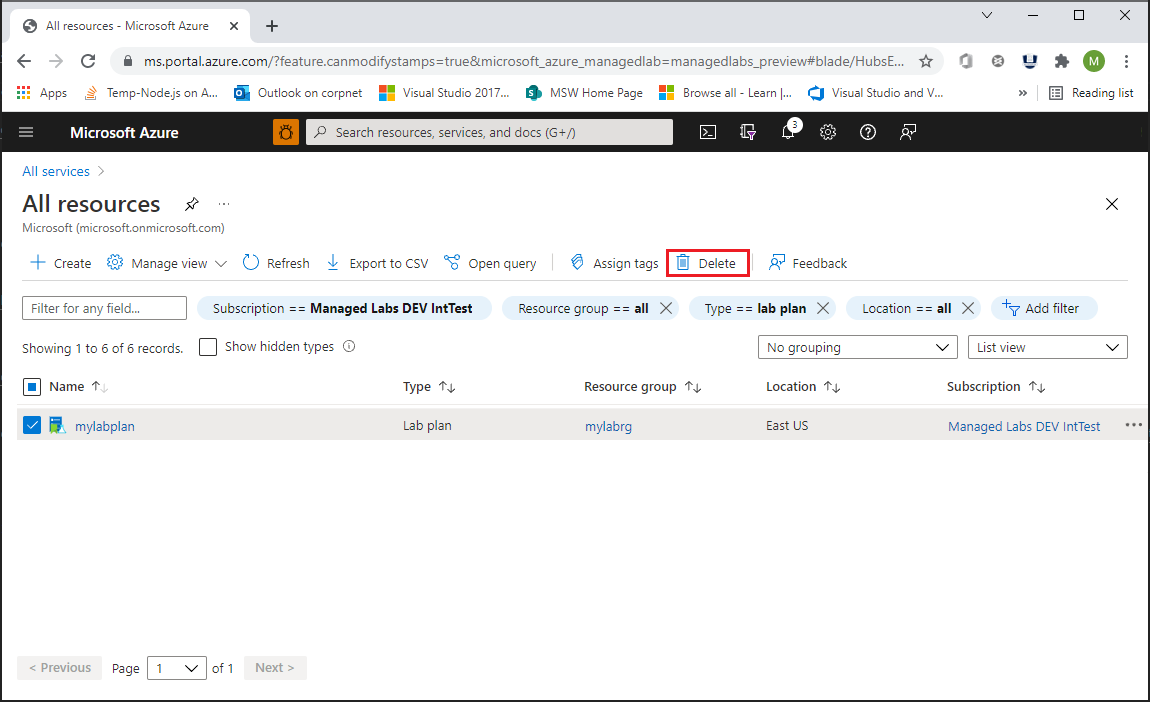 All resources - Microsoft Azure
ms.portal.azure.com/?feature.canmodifystamps=true&microsoft_azure_managedlab=managedlabs_preview#blade/HubsE...
M
Apps Temp-Node.js on A... Outlook on corpnet Visual Studio 2017... MSW Home Page Browse all - Learn |... Visual Studio and V... » Reading list
Microsoft Azure Search resources, services, and docs (G+/) 3
All services >
All resources ...
Microsoft (microsoft.onmicrosoft.com)
Create Manage view Refresh Export to CSV Open query Assign tags Delete Feedback
Filter for any field... Subscription == Managed Labs DEV IntTest Resource group == all Type == lab plan Location == all Add filter
Showing 1 to 6 of 6 records. Show hidden types No grouping List view
Name Type Resource group Location Subscription
mylabplan Lab plan mylabrg East US Managed Labs DEV IntTest ...
< Previous Page 1 of 1 Next >